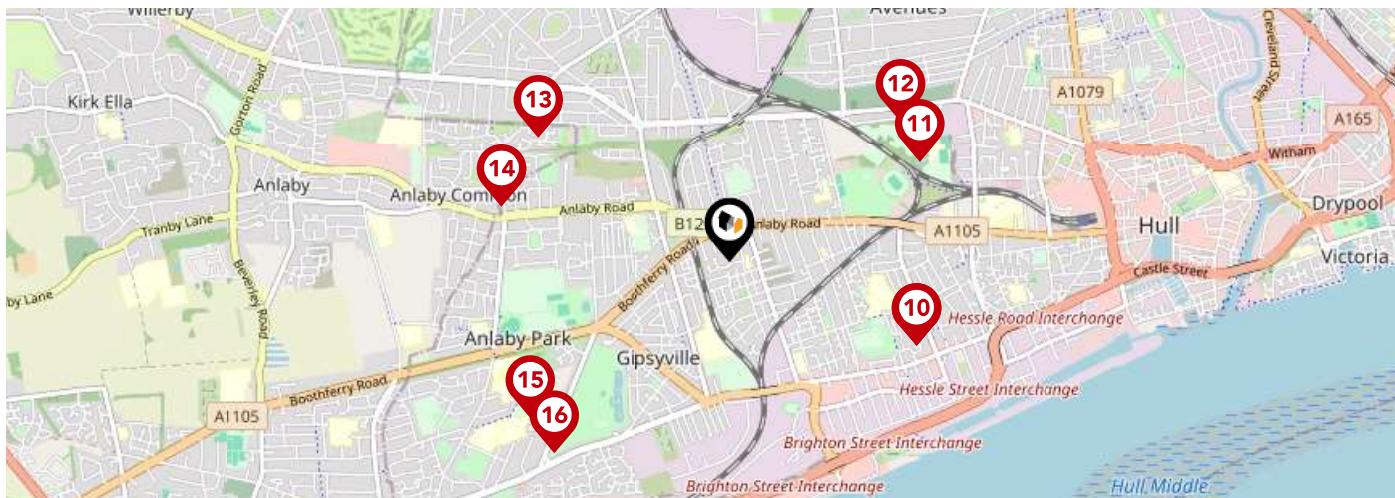 Willerby
Avenues
Cleveland Street
Kirk Ella
Gorton Road
13
12
11
A1079
A165
Witham
14
Anlaby
Anlaby Common
Anlaby Road
Tranby Lane
B12
Anlaby Road
A1105
Hull
Drypool
Victoria
Castle Street
by Lane
Beverley Road
Boothferry Road
10
Hessle Road Interchange
Anlaby Park
Gipsyville
15
Boothferry Road
16
A1105
Hessle Street Interchange
Brighton Street Interchange
Brighton Street Interchange
Hull Middle